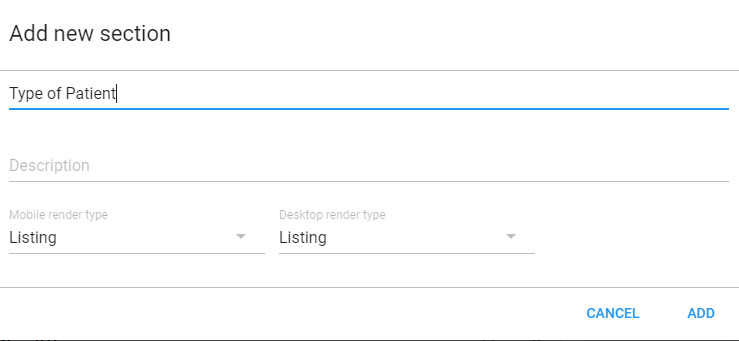 Add new section
Type of Patient
Description
Mobile render type
Desktop render type
Listing
Listing
CANCEL
ADD